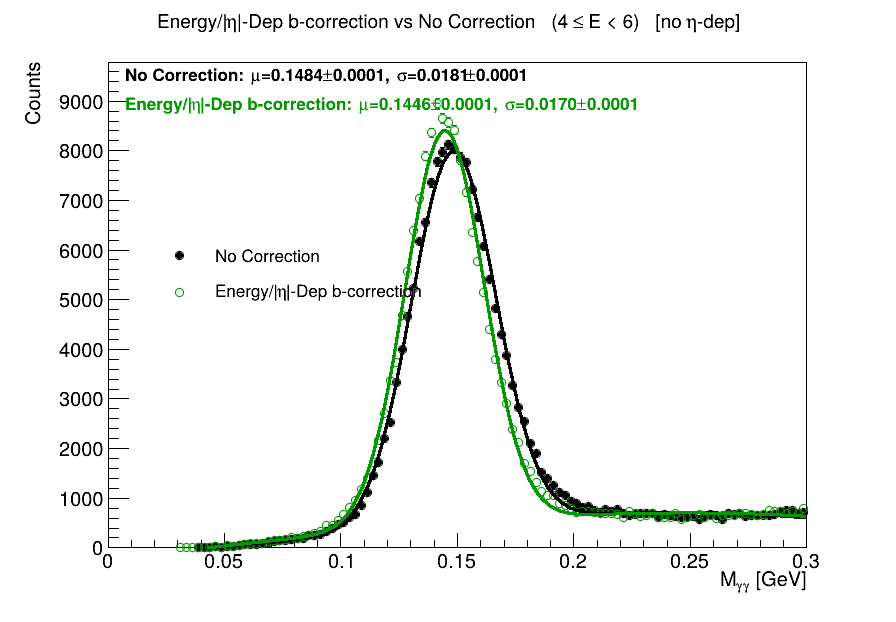 Energy/|η|-Dep b-correction vs No Correction (4 ≤ E < 6) [no η-dep]
Counts
No Correction: μ=0.1484±0.0001, σ=0.0181±0.0001
Energy/|η|-Dep b-correction: μ=0.1446±0.0001, σ=0.0170±0.0001
9000
8000
7000
6000
5000
4000
3000
2000
1000
0
No Correction
Energy/|η|-Dep b-correction
0 0.05 0.1 0.15 0.2 0.25 0.3
Mγγ [GeV]